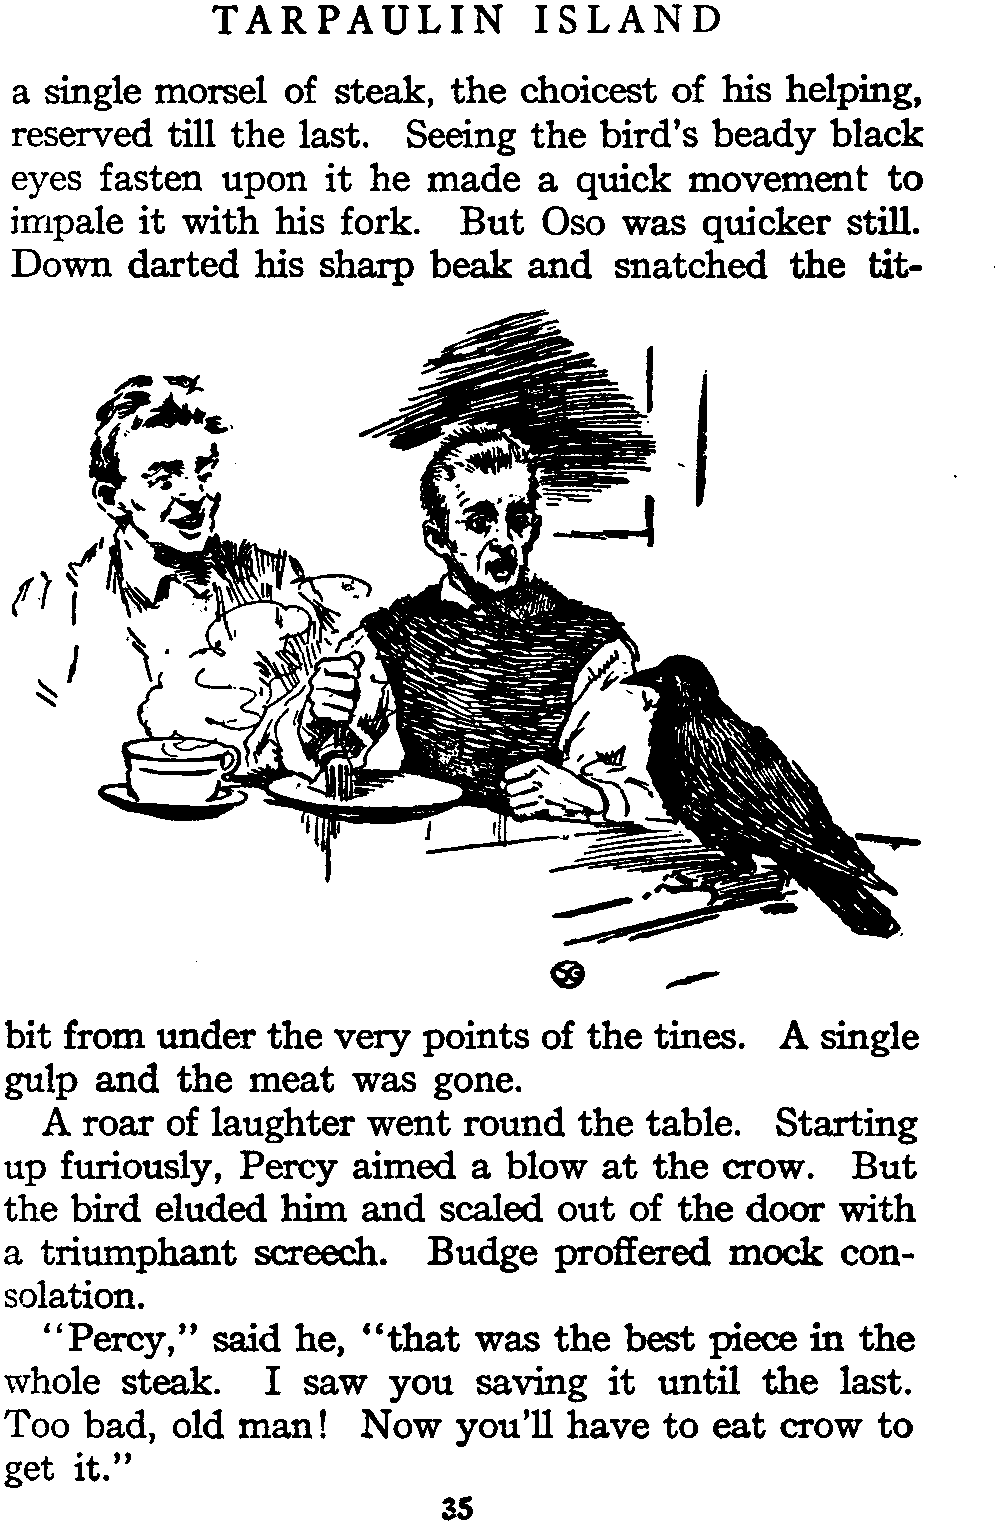 TARPAULIN ISLAND
a single morsel of steak, the choicest of his helping,
reserved till the last. Seeing the bird's beady black
eyes fasten upon it he made a quick movement to
impale it with his fork. But Oso was quicker still.
Down darted his sharp beak and snatched the tit-
SG
bit from under the very points of the tines. A single
gulp and the meat was gone.
A roar of laughter went round the table. Starting
up furiously, Percy aimed a blow at the crow. But
the bird eluded him and scaled out of the door with
a triumphant screech. Budge proffered mock con-
solation.
"Percy," said he, "that was the best piece in the
whole steak. I saw you saving it until the last.
Too bad, old man! Now you'll have to eat crow to
get it."
35